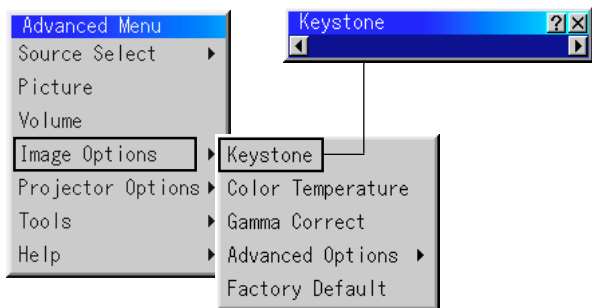 Advanced Menu
Source Select
Picture
Volume
Image Options
Projector Options
Tools
Help
Keystone
Color Temperature
Gamma Correct
Advanced Options
Factory Default
Keystone ?